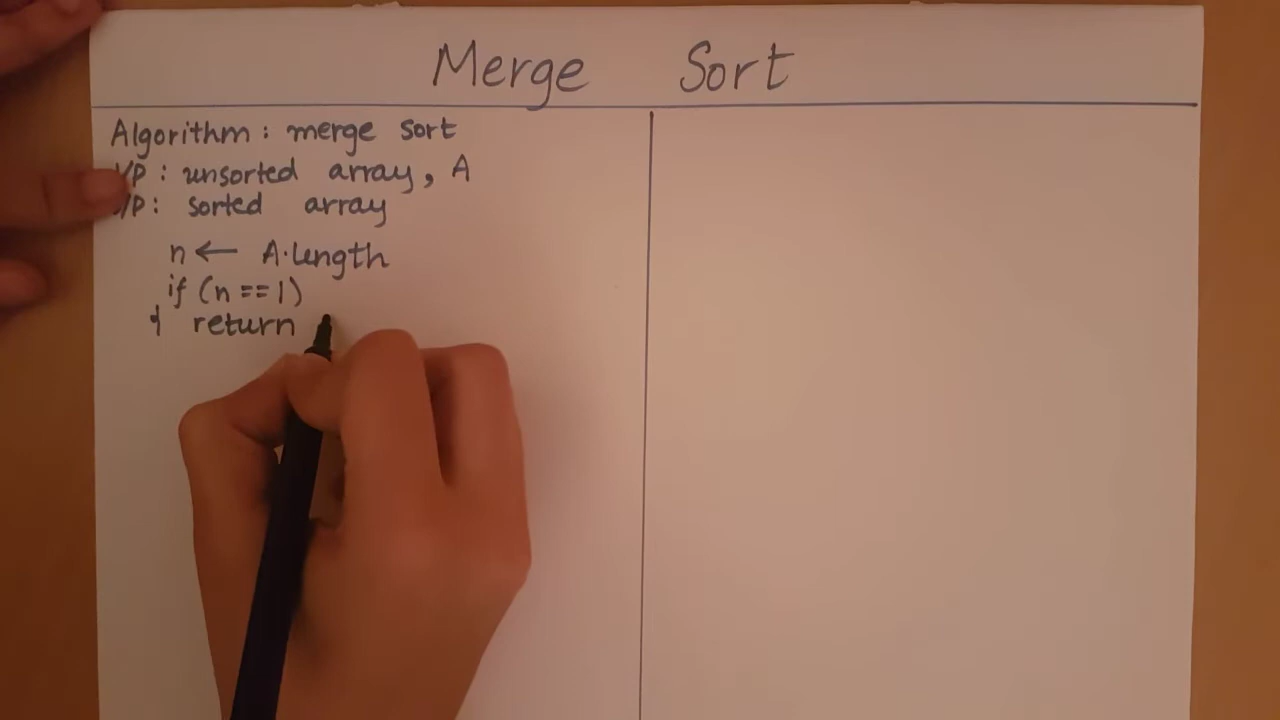 Merge Sort
Algorithm: merge sort
I/P: unsorted array, A
/P: sorted array
n ← A.length
if (n == 1)
{ return